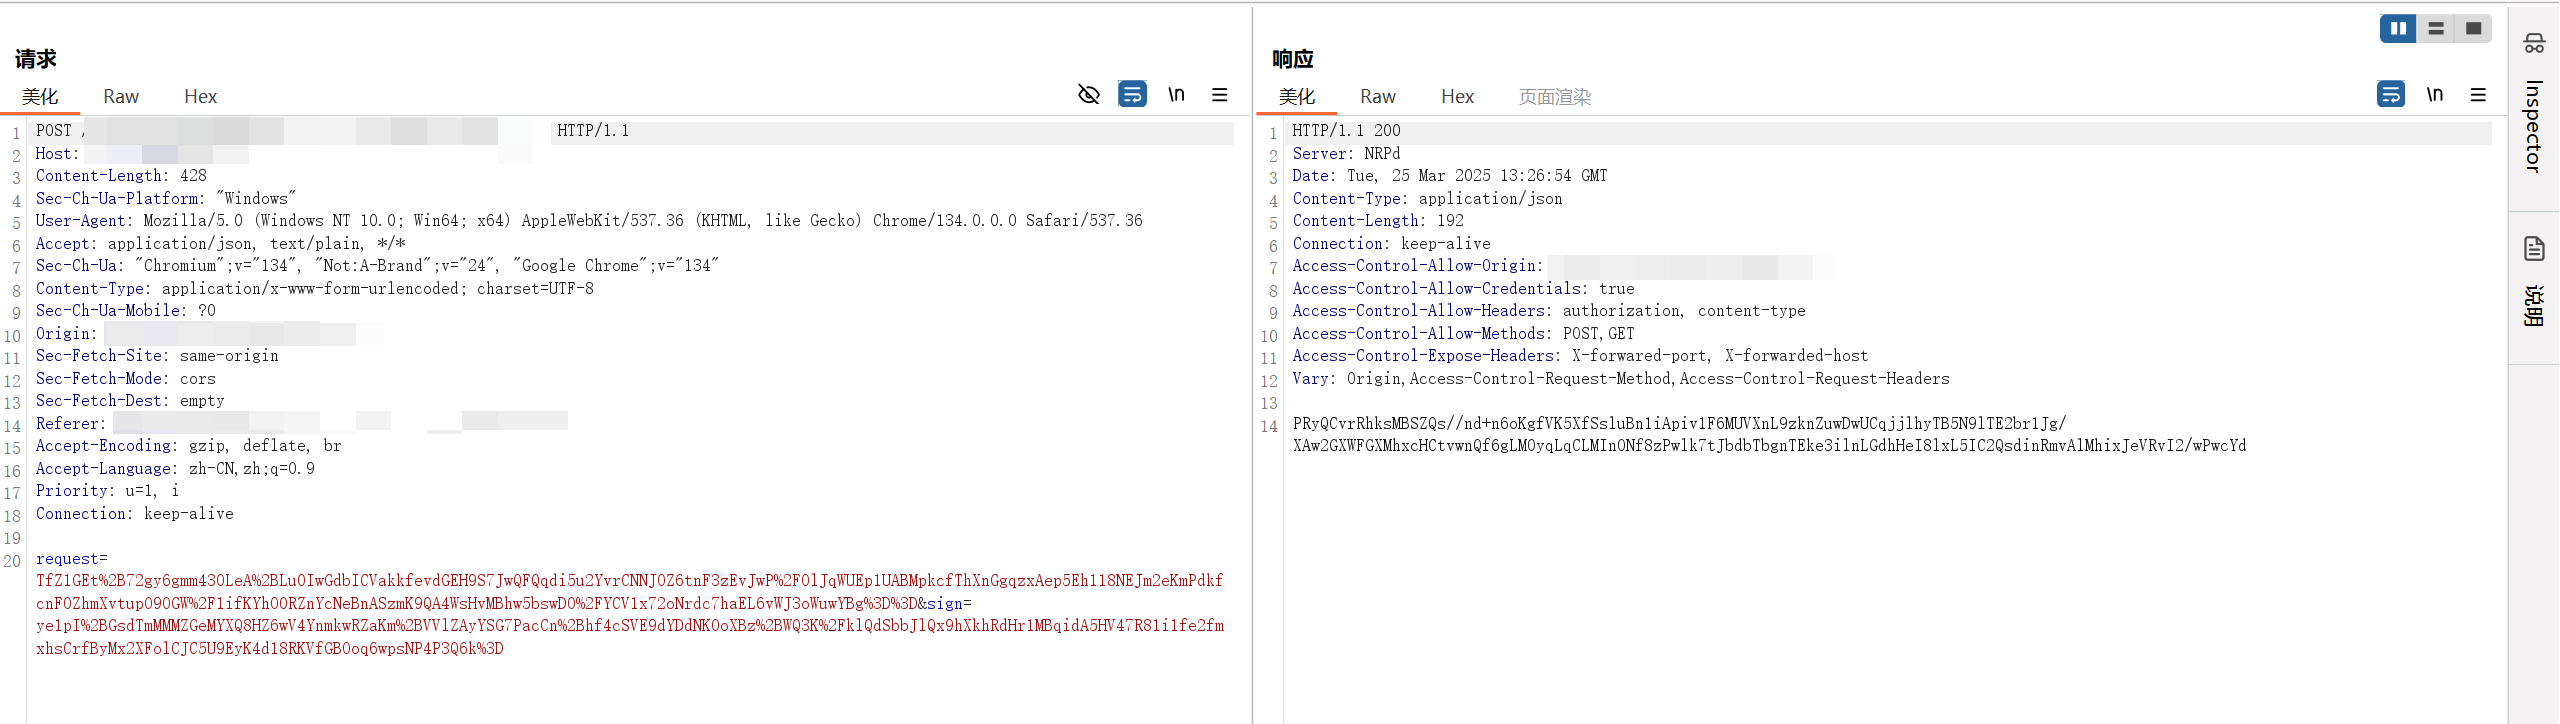 请求
美化 Raw Hex \n
1 POST / HTTP/1.1
2 Host:
3 Content-Length: 428
4 Sec-Ch-Ua-Platform: "Windows"
5 User-Agent: Mozilla/5.0 (Windows NT 10.0; Win64; x64) AppleWebKit/537.36 (KHTML, like Gecko) Chrome/134.0.0.0 Safari/537.36
6 Accept: application/json, text/plain, */*
7 Sec-Ch-Ua: "Chromium";v="134", "Not:A-Brand";v="24", "Google Chrome";v="134"
8 Content-Type: application/x-www-form-urlencoded; charset=UTF-8
9 Sec-Ch-Ua-Mobile: ?0
10 Origin:
11 Sec-Fetch-Site: same-origin
12 Sec-Fetch-Mode: cors
13 Sec-Fetch-Dest: empty
14 Referer:
15 Accept-Encoding: gzip, deflate, br
16 Accept-Language: zh-CN,zh;q=0.9
17 Priority: u=1, i
18 Connection: keep-alive
19
20 request=
TfZ1GEt%2B72gy6gmm430LeA%2BLu0IwGdbICVakkfevdGEH9S7JwQFQqdi5u2YvrCNNJ0Z6tnF3zEvJwP%2F0lJqWUEp1UABMpkcfThXnGgqzxAep5Eh118NEJm2eKmPdkf
cnF0ZhmXvtup090GW%2F1ifKYh00RZnYcNeBnASzmK9QA4WsHvMBhw5bswD0%2FYCV1x72oNrdc7haEL6vWJ3oWuwYBg%3D%3D&sign=
ye1pI%2BGsdTmMMMZGeMYXQ8HZ6wV4YnmkwRZaKm%2BVVlZAyYSG7PacCn%2Bhf4cSVE9dYDdNK0oXBz%2BWQ3K%2FklQdSbbJlQx9hXkhRdHr1MBqidA5HV47R81i1fe2fm
xhsCrfByMx2XFolCJC5U9EyK4d18RKVfGB0oq6wpsNP4P3Q6k%3D
响应
美化 Raw Hex 页面渲染 \n
1 HTTP/1.1 200
2 Server: NRPd
3 Date: Tue, 25 Mar 2025 13:26:54 GMT
4 Content-Type: application/json
5 Content-Length: 192
6 Connection: keep-alive
7 Access-Control-Allow-Origin:
8 Access-Control-Allow-Credentials: true
9 Access-Control-Allow-Headers: authorization, content-type
10 Access-Control-Allow-Methods: POST,GET
11 Access-Control-Expose-Headers: X-forwared-port, X-forwarded-host
12 Vary: Origin,Access-Control-Request-Method,Access-Control-Request-Headers
13
14 PRyQCvrRhksMBSZQs//nd+n6oKgfVK5XfSsluBn1iApiv1F6MUVXnL9zknZuwDwUCqjjlhyTB5N9lTE2br1Jg/
XAw2GXWFGXMhxcHCtvwnQf6gLM0yqLqCLMInONf8zPwlk7tJbdbTbgnTEke3ilnLGdhHeI8lxL5IC2QsdinRmvAlMhixJeVRvI2/wPwcYd
Inspector
说明